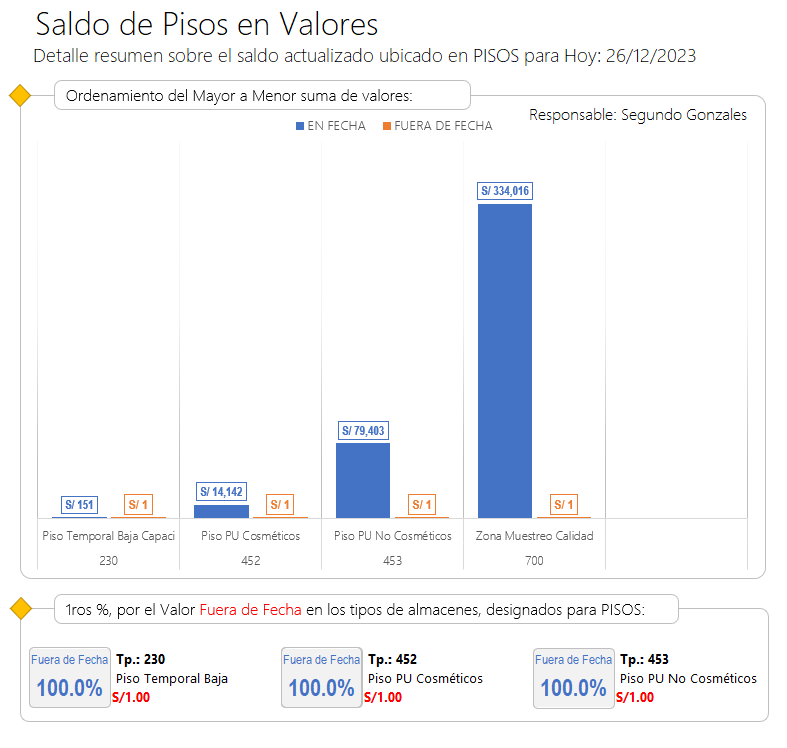 Saldo de Pisos en Valores
Detalle resumen sobre el saldo actualizado ubicado en PISOS para Hoy: 26/12/2023
Ordenamiento del Mayor a Menor suma de valores:
Responsable: Segundo Gonzales
EN FECHA FUERA DE FECHA
S/ 334,016
S/ 79,403
S/ 151 S/ 1 S/ 14,142 S/ 1 S/ 1 S/ 1
Piso Temporal Baja Capaci Piso PU Cosméticos Piso PU No Cosméticos Zona Muestreo Calidad
230 452 453 700
1ros %, por el Valor Fuera de Fecha en los tipos de almacenes, designados para PISOS:
Fuera de Fecha Tp.: 230 Fuera de Fecha Tp.: 452 Fuera de Fecha Tp.: 453
100.0% Piso Temporal Baja 100.0% Piso PU Cosméticos 100.0% Piso PU No Cosméticos
S/1.00 S/1.00 S/1.00